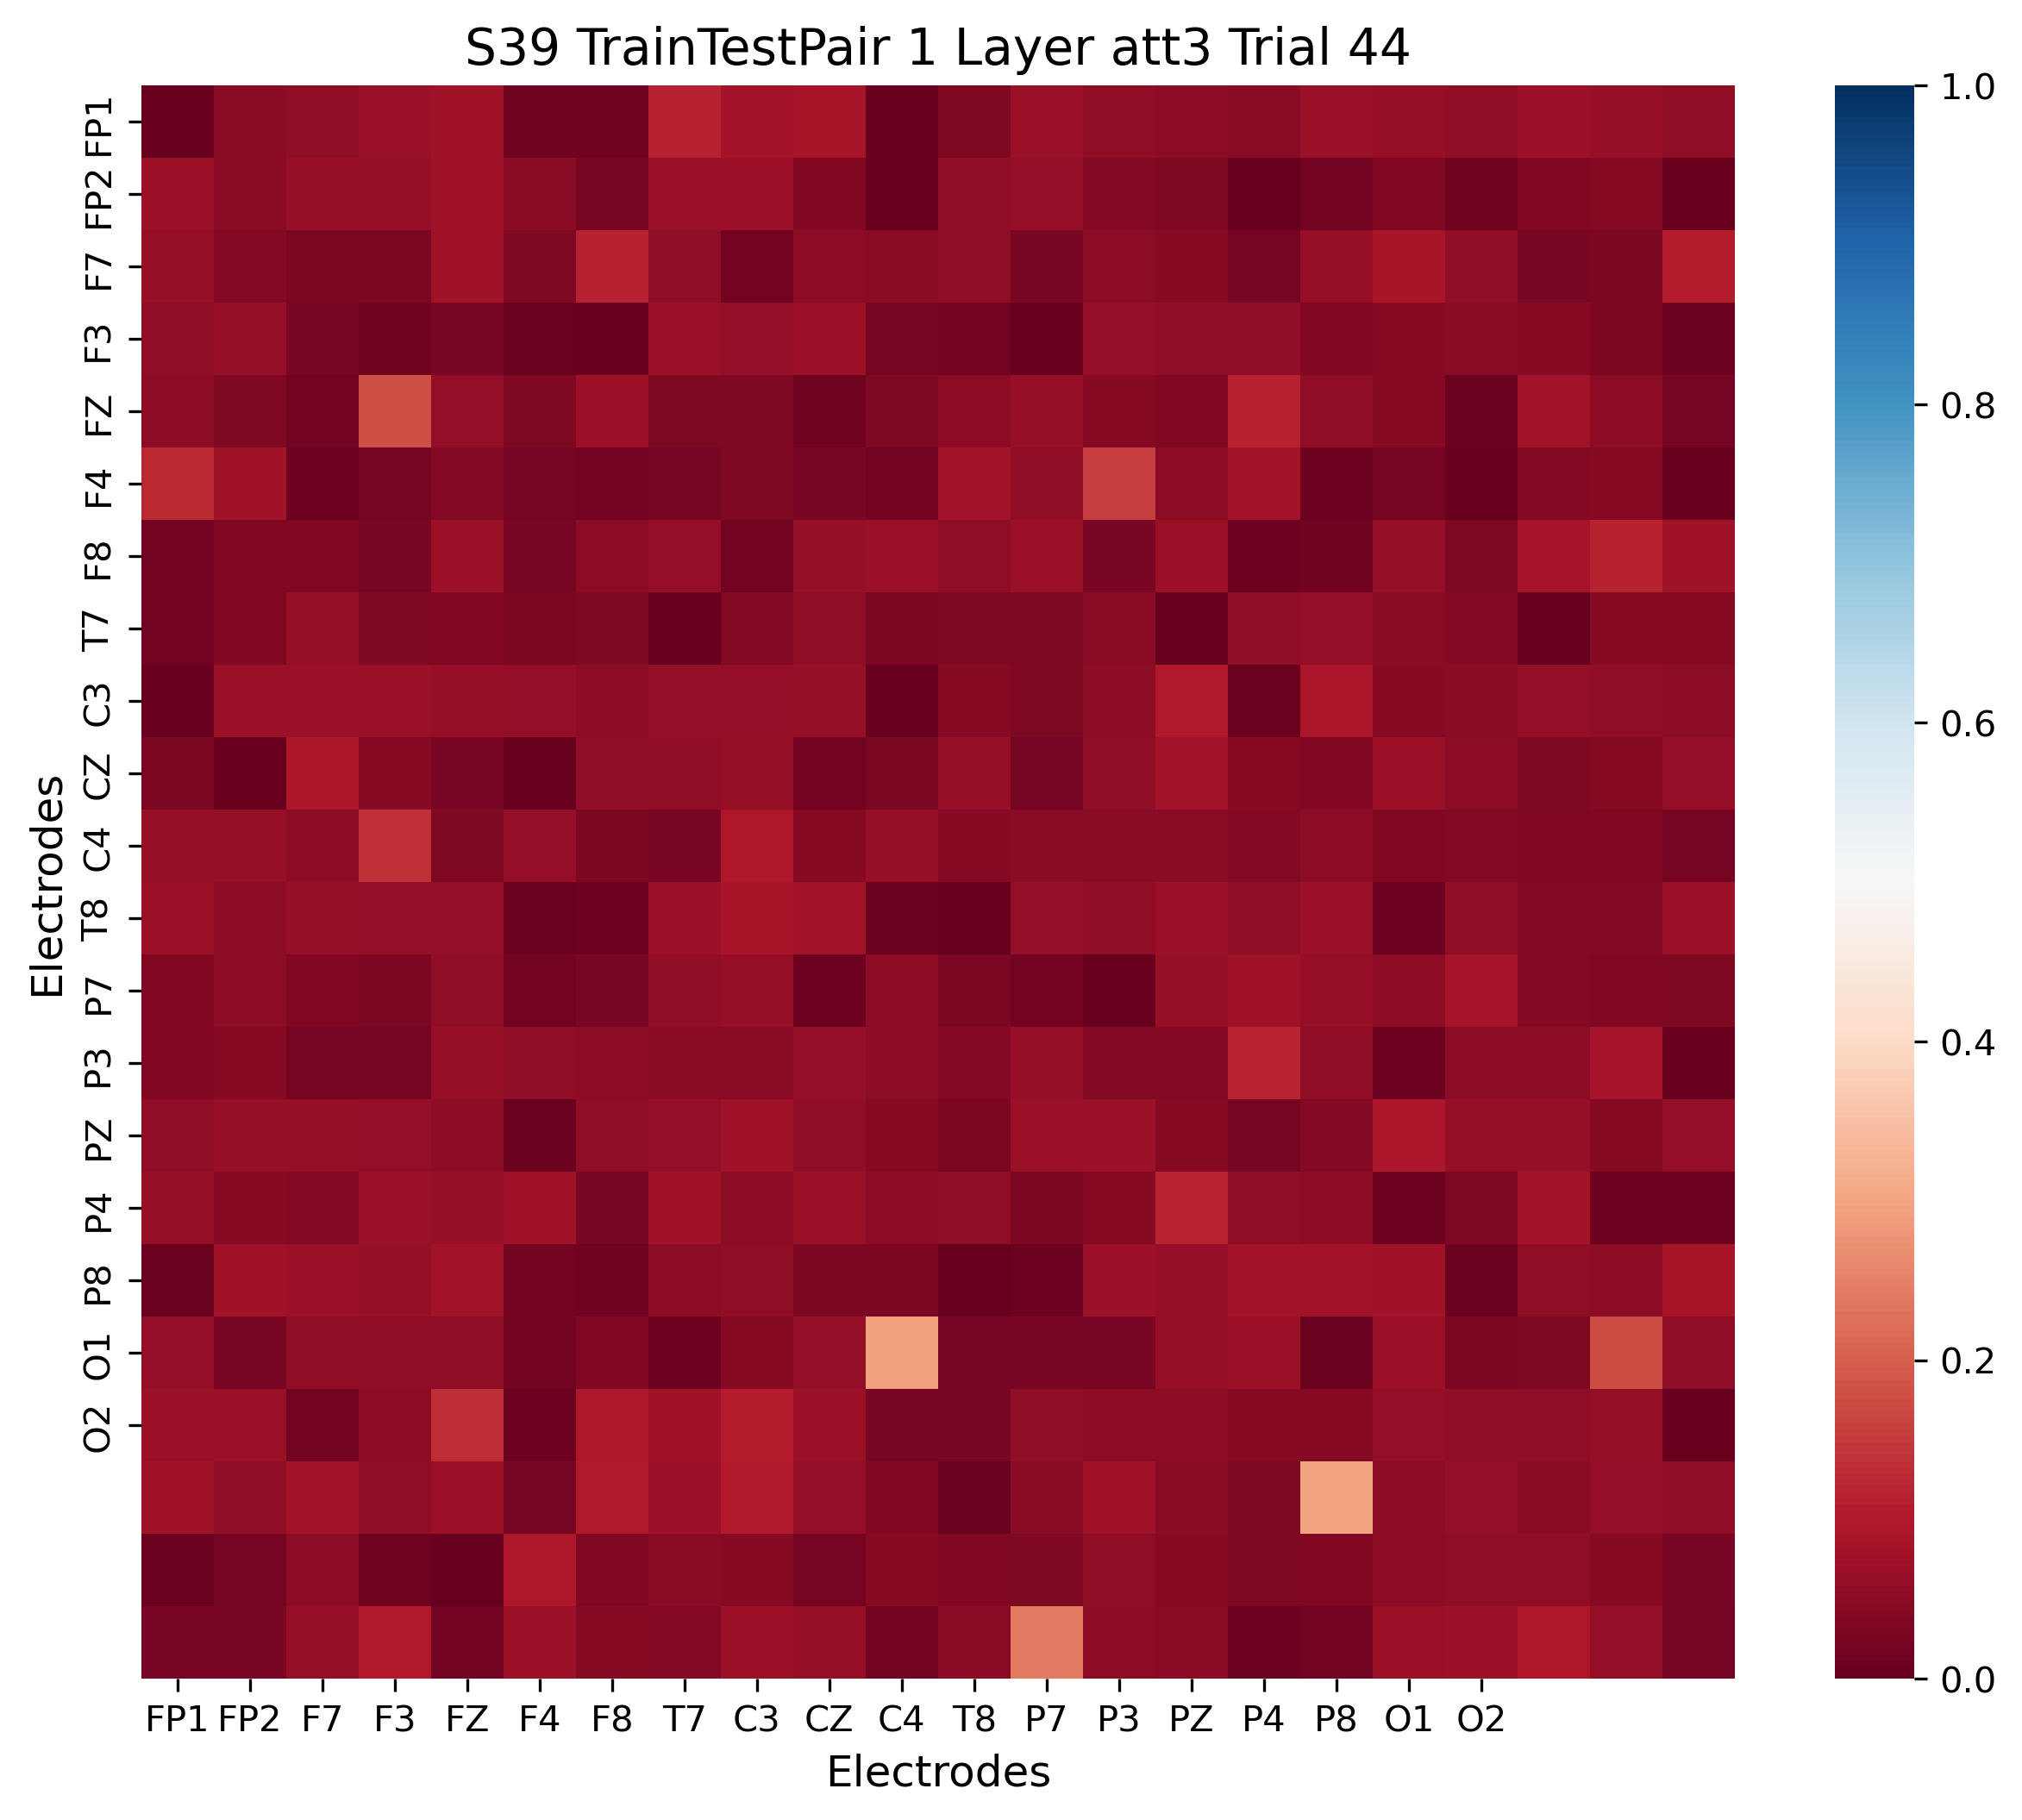 S39 TrainTestPair 1 Layer att3 Trial 44
Electrodes
FP1
FP2
F7
F3
FZ
F4
F8
T7
C3
CZ
C4
T8
P7
P3
PZ
P4
P8
O1
O2
FP1 FP2 F7 F3 FZ F4 F8 T7 C3 CZ C4 T8 P7 P3 PZ P4 P8 O1 O2
Electrodes
1.0
0.8
0.6
0.4
0.2
0.0